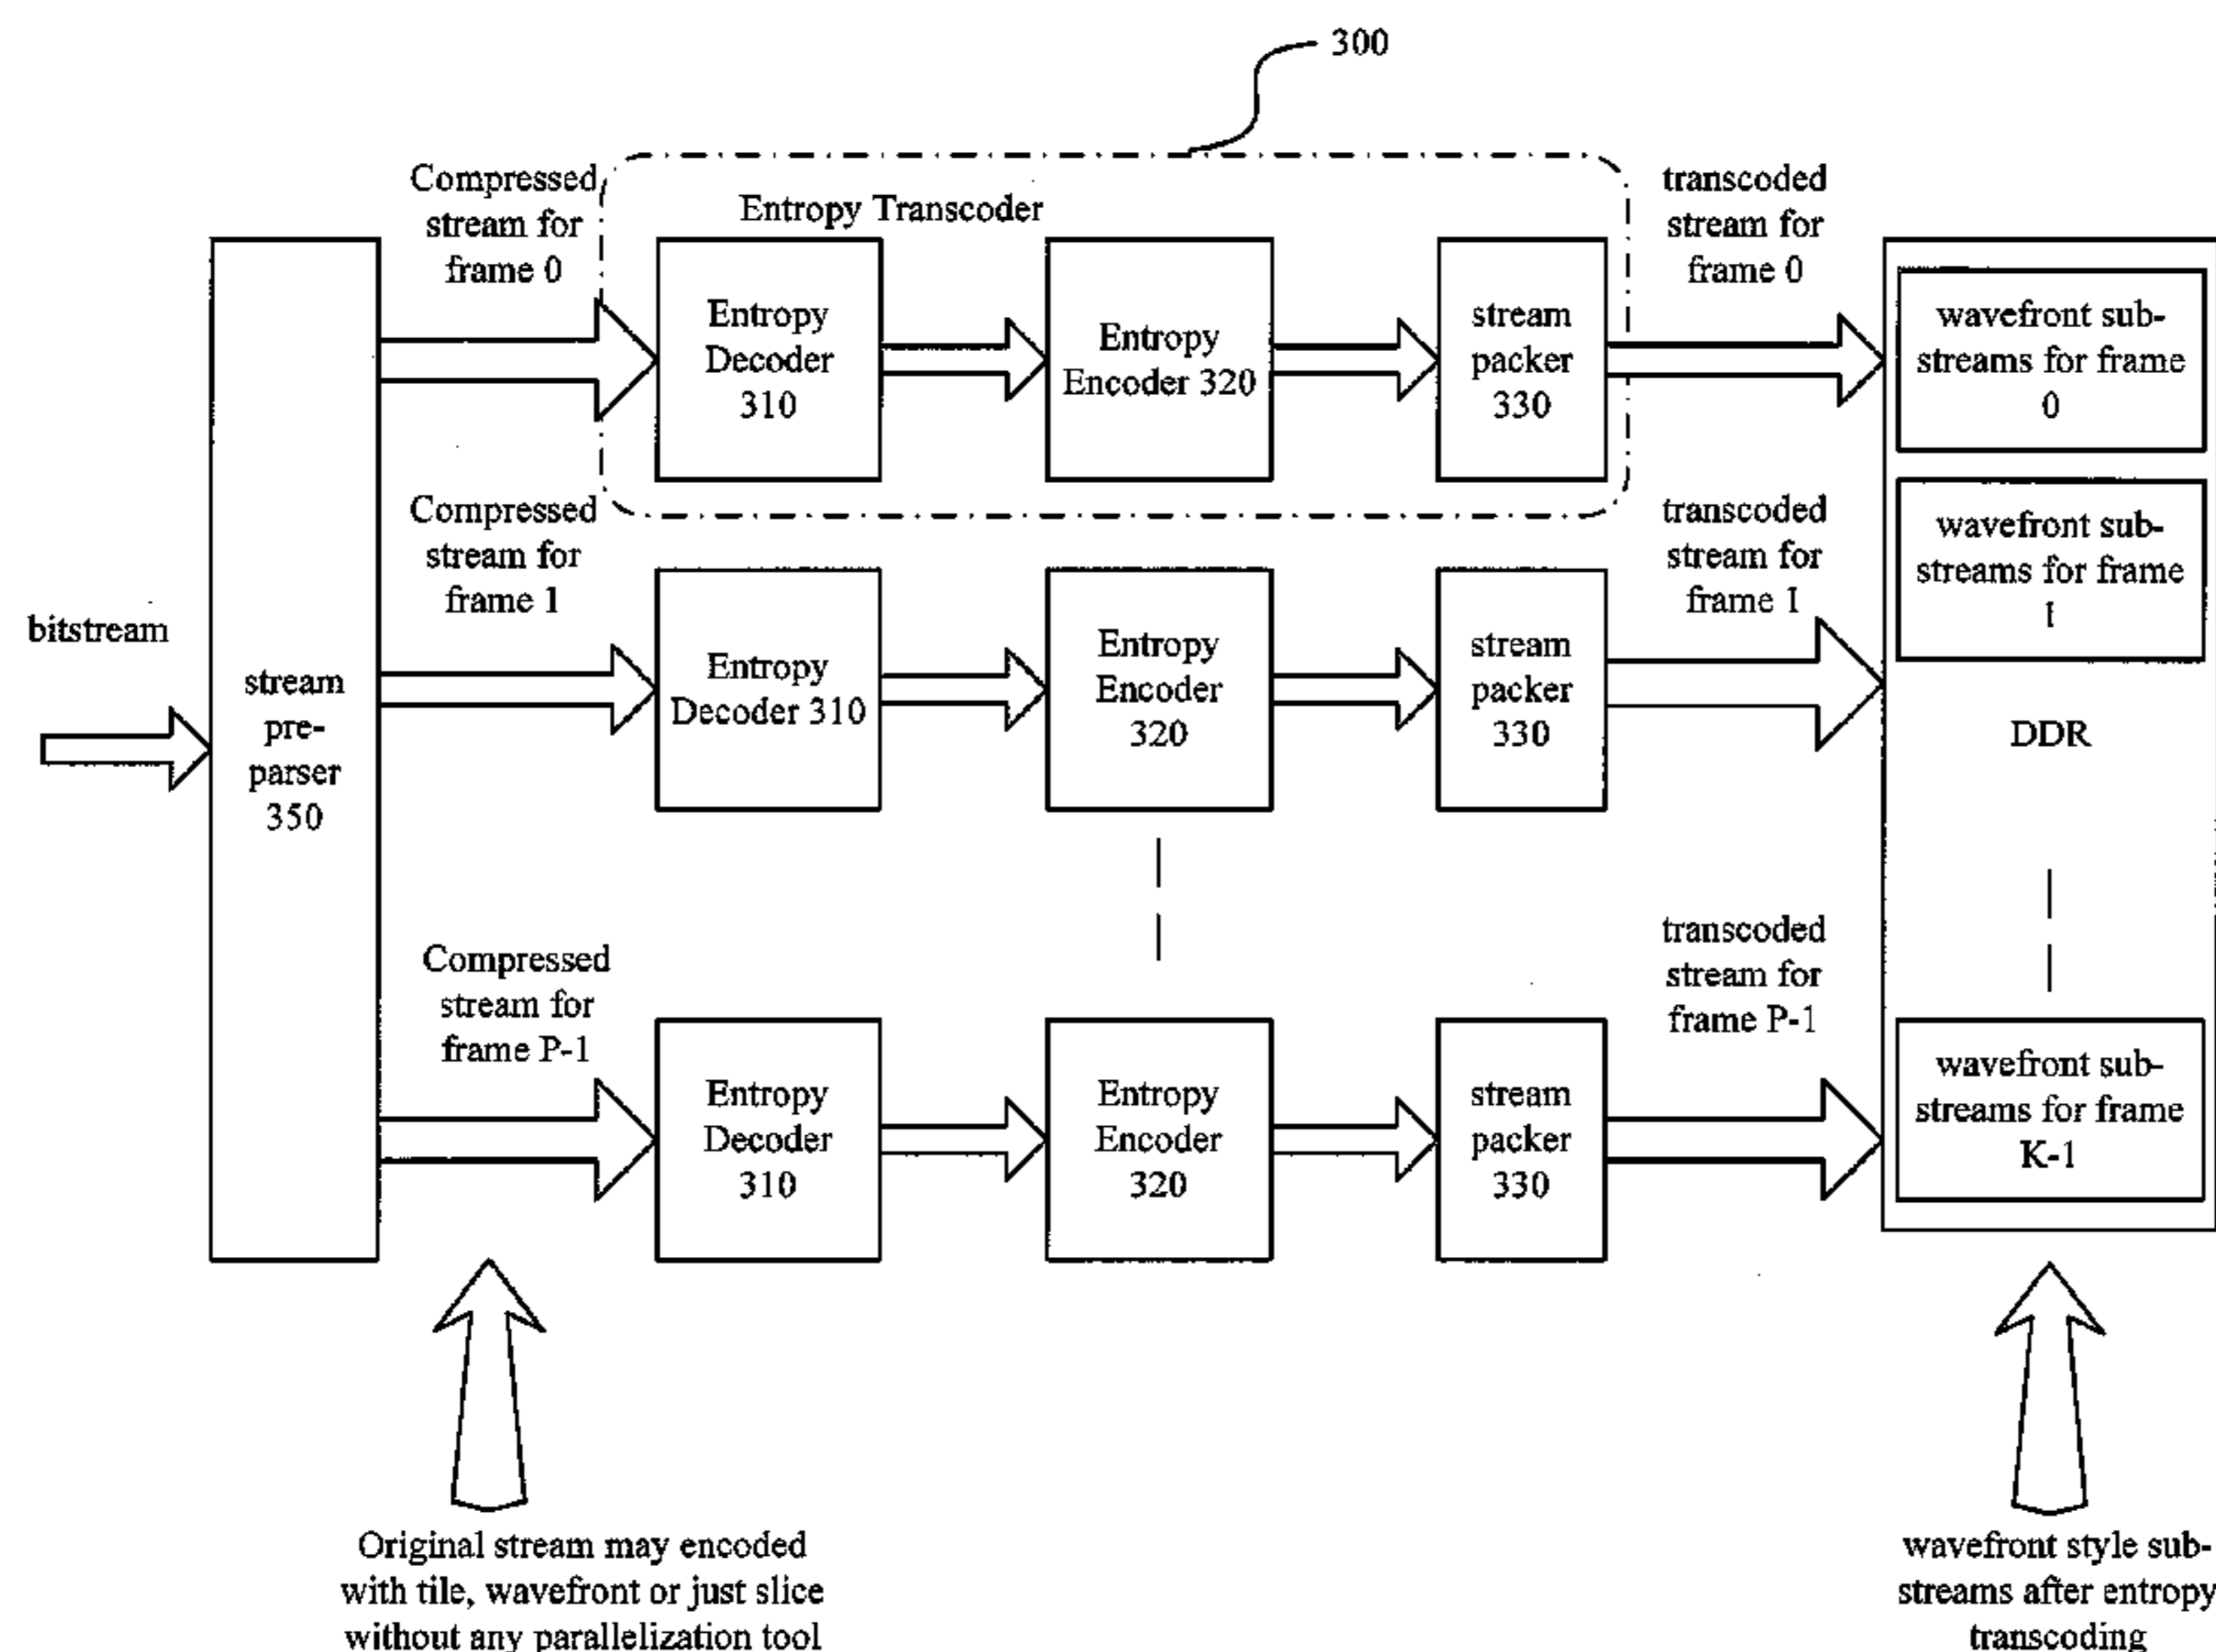 300
Compressed
stream for
frame 0
Entropy Transcoder
transcoded
stream for
frame 0
Entropy
Decoder
310
Entropy
Encoder 320
stream
packer
330
wavefront sub-
streams for frame
0
Compressed
stream for
frame 1
transcoded
stream for
frame 1
wavefront sub-
streams for frame
1
bitstream
stream
pre-
parser
350
Entropy
Decoder 310
Entropy
Encoder
320
stream
packer
330
DDR
Compressed
stream for
frame P-1
transcoded
stream for
frame P-1
Entropy
Decoder
310
Entropy
Encoder
320
stream
packer
330
wavefront sub-
streams for frame
K-1
Original stream may encoded
with tile, wavefront or just slice
without any parallelization tool
wavefront style sub-
streams after entropy
transcoding